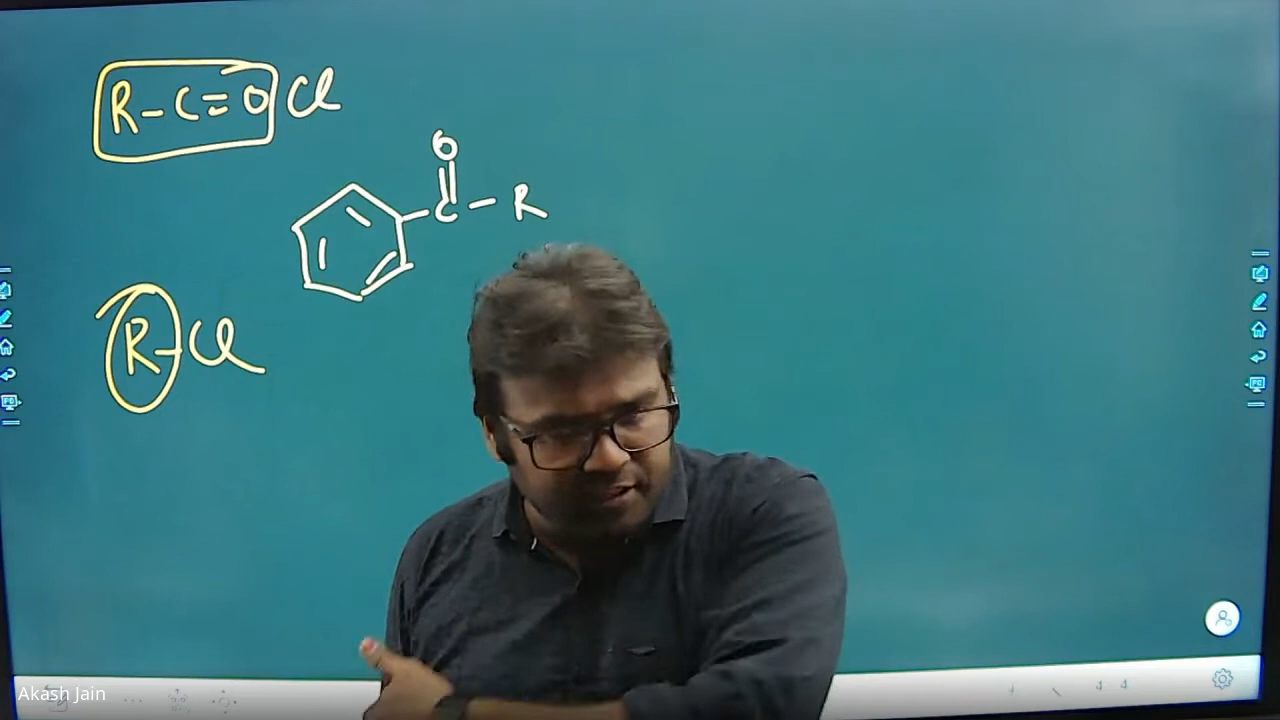 R-C=O Cl
O
C-R
R-Cl
Akash Jain